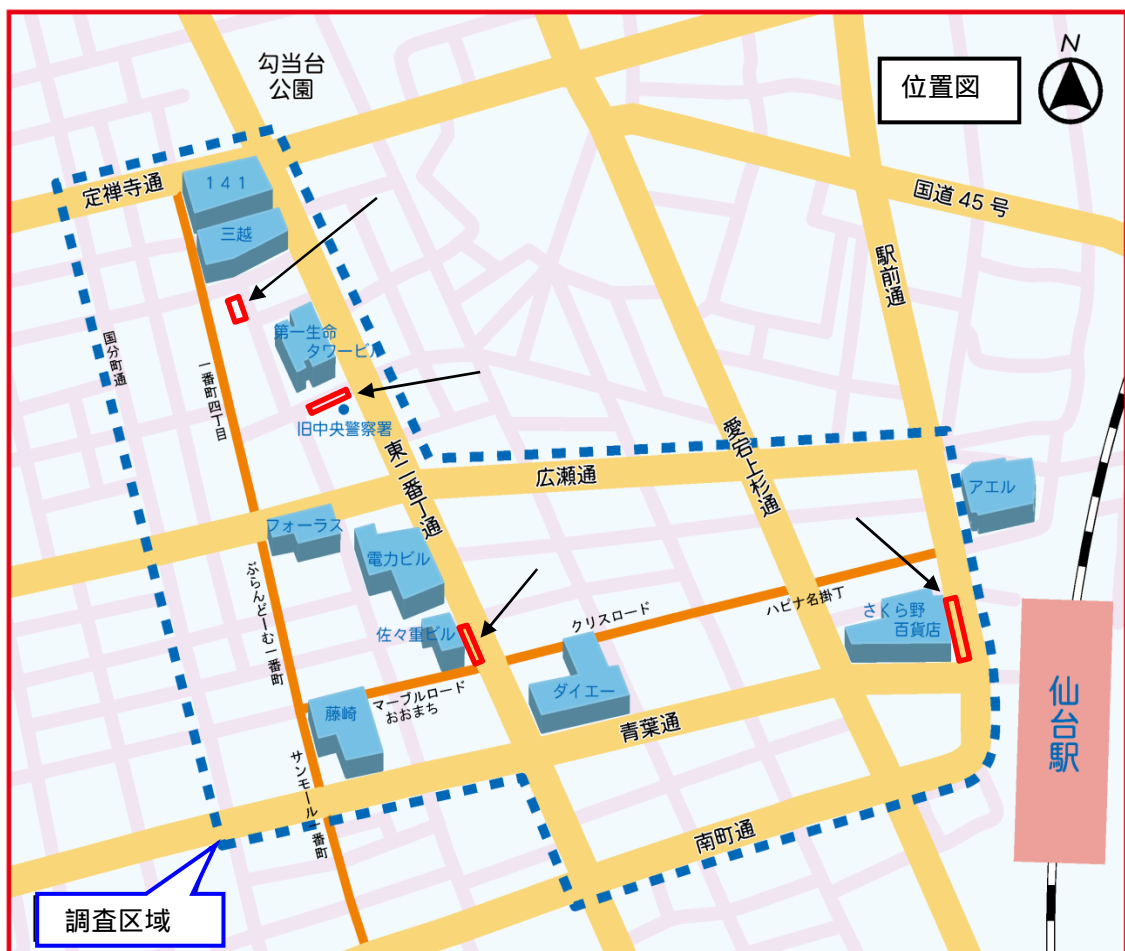 勾当台
公園
N
位置図
定禅寺通
141
三越
国道45号
駅前通
第一生命
タワービル
国分町通
一番町四丁目
旧中央警察署
東二番丁通
愛宕上杉通
広瀬通
アエル
フォーラス
電力ビル
ぶらんどーむ一番町
佐々重ビル
クリスロード
ハピナ名掛丁
さくら野
百貨店
マーブルロード
おおまち
藤崎
ダイエー
青葉通
仙台駅
サンモール一番町
南町通
調査区域